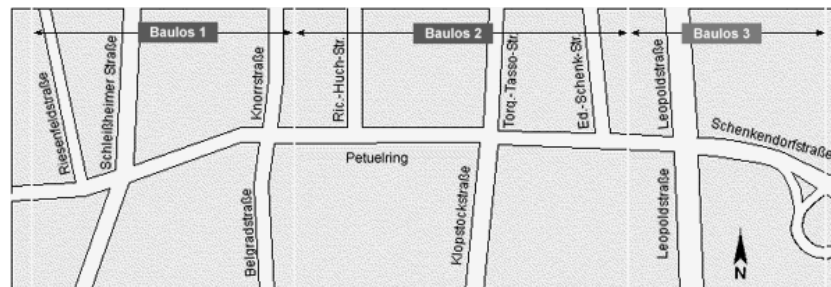 Baulos 1
Baulos 2
Baulos 3
Riesenfeldstraße
Schleißheimer Straße
Knorrstraße
Ric.-Huch-Str.
Torq.-Tasso-Str.
Ed.-Schenk-Str.
Leopoldstraße
Schenkendorfstraße
Petuelring
Belgradstraße
Klopstockstraße
Leopoldstraße
N